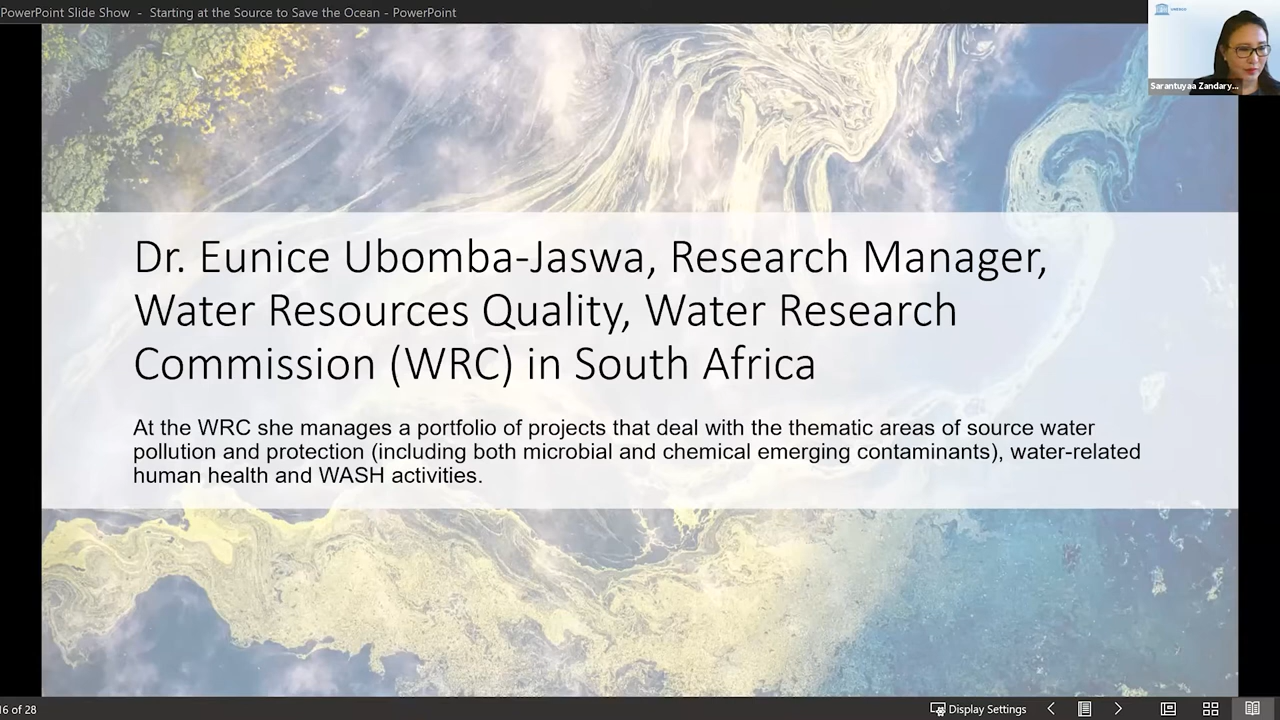 PowerPoint Slide Show - Starting at the Source to Save the Ocean - PowerPoint
Sarantuyaa Zandary...
Dr. Eunice Ubomba-Jaswa, Research Manager,
Water Resources Quality, Water Research
Commission (WRC) in South Africa
At the WRC she manages a portfolio of projects that deal with the thematic areas of source water
pollution and protection (including both microbial and chemical emerging contaminants), water-related
human health and WASH activities.
16 of 28
Display Settings